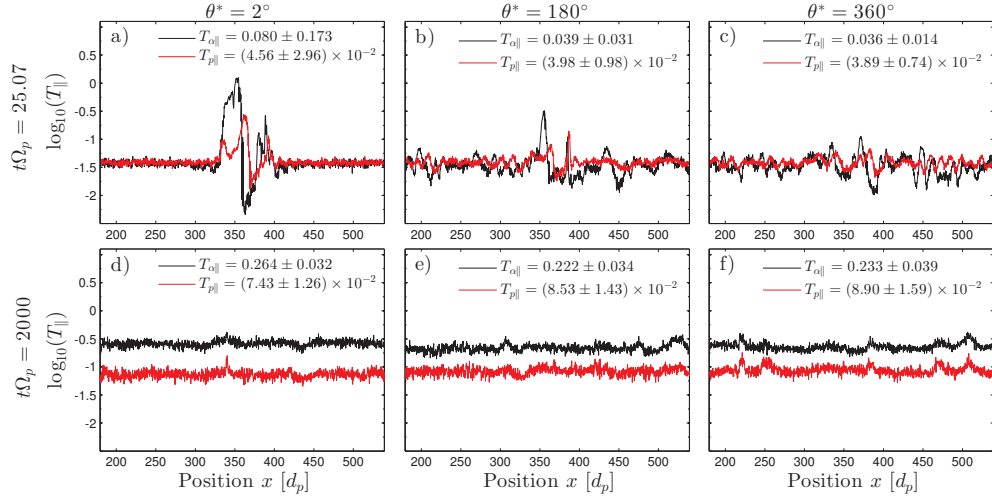 θ* = 2° θ* = 180° θ* = 360°
tΩp = 25.07
log10(T∥)
a)
Tα∥ = 0.080 ± 0.173
Tp∥ = (4.56 ± 2.96) × 10−2
0.5
0
-0.5
-1
-1.5
-2
200 250 300 350 400 450 500
b)
Tα∥ = 0.039 ± 0.031
Tp∥ = (3.98 ± 0.98) × 10−2
200 250 300 350 400 450 500
c)
Tα∥ = 0.036 ± 0.014
Tp∥ = (3.89 ± 0.74) × 10−2
200 250 300 350 400 450 500
tΩp = 2000
log10(T∥)
d)
Tα∥ = 0.264 ± 0.032
Tp∥ = (7.43 ± 1.26) × 10−2
0.5
0
-0.5
-1
-1.5
-2
200 250 300 350 400 450 500
Position x [dp]
e)
Tα∥ = 0.222 ± 0.034
Tp∥ = (8.53 ± 1.43) × 10−2
200 250 300 350 400 450 500
Position x [dp]
f)
Tα∥ = 0.233 ± 0.039
Tp∥ = (8.90 ± 1.59) × 10−2
200 250 300 350 400 450 500
Position x [dp]